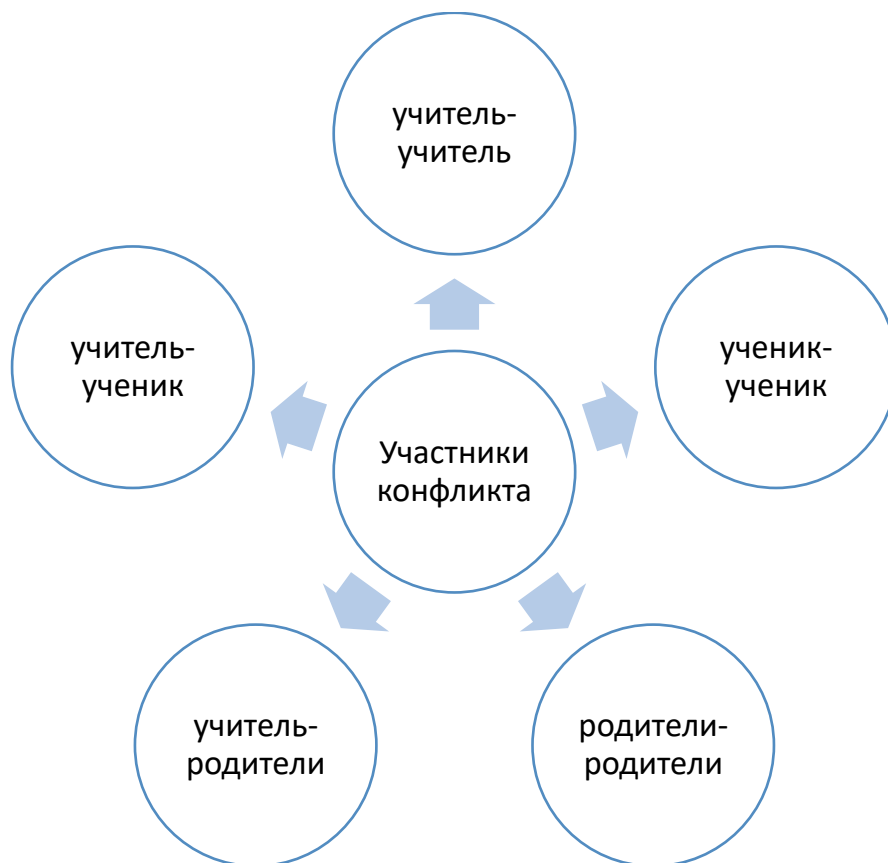 учитель-
учитель
учитель-
ученик
ученик-
ученик
Участники
конфликта
учитель-
родители
родители-
родители